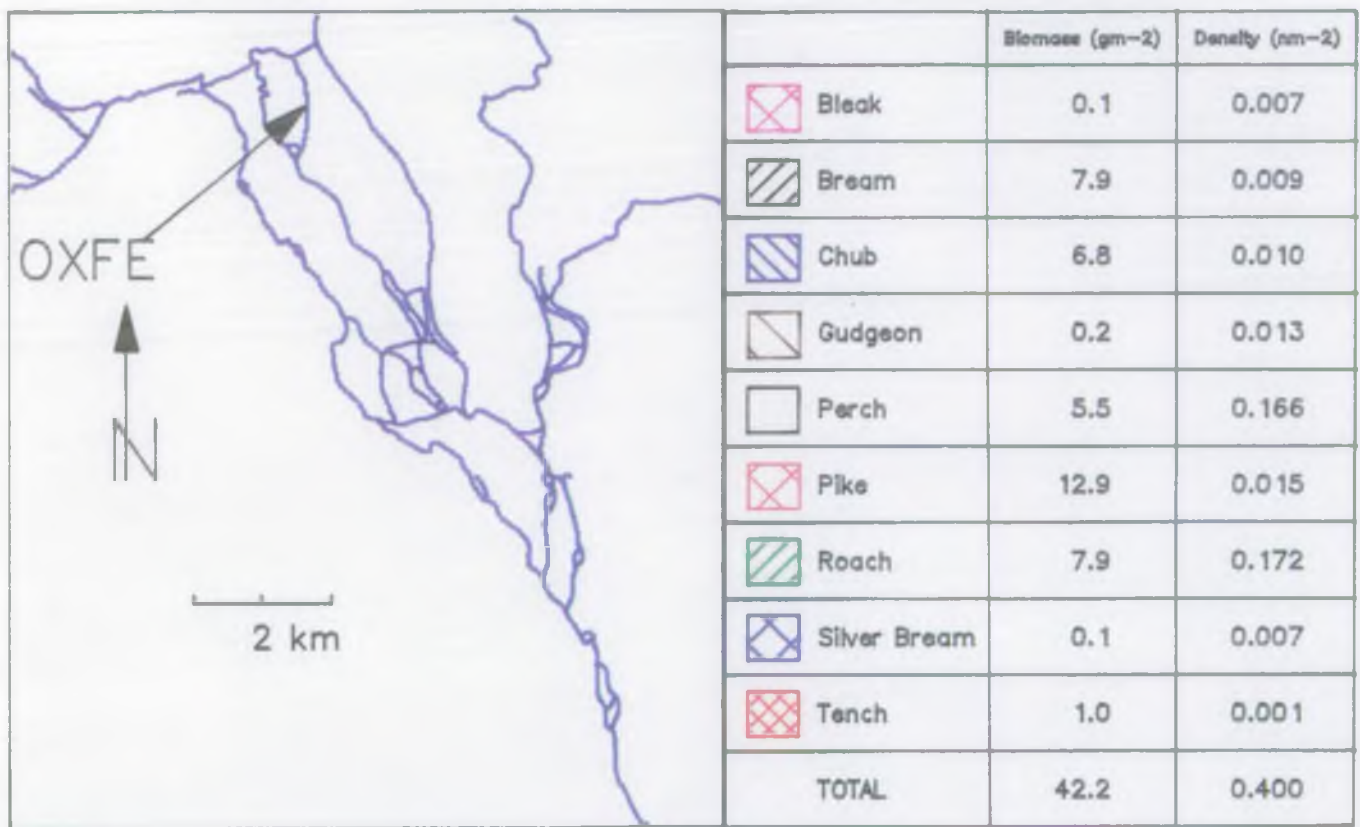 OXFE
N
2 km
Biomass (gm-2) Density (nm-2)
Bleak 0.1 0.007
Bream 7.9 0.009
Chub 6.8 0.010
Gudgeon 0.2 0.013
Perch 5.5 0.166
Pike 12.9 0.015
Roach 7.9 0.172
Silver Bream 0.1 0.007
Tench 1.0 0.001
TOTAL 42.2 0.400